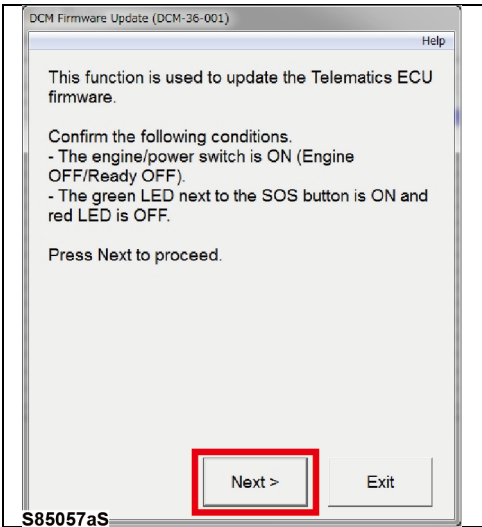 DCM Firmware Update (DCM-36-001)
Help
This function is used to update the Telematics ECU
firmware.
Confirm the following conditions.
- The engine/power switch is ON (Engine
OFF/Ready OFF).
- The green LED next to the SOS button is ON and
red LED is OFF.
Press Next to proceed.
Next >
Exit
S85057aS